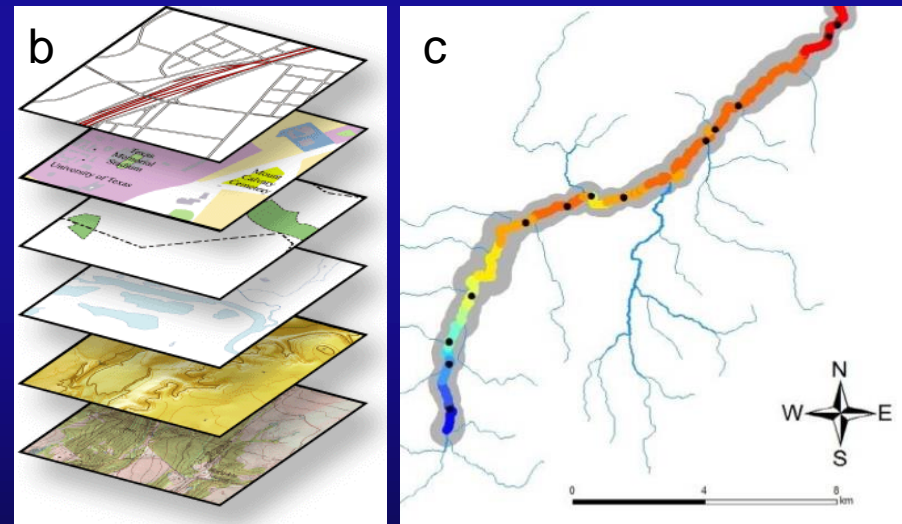 b
Texas
Memorial
Stadium
University of Texas
Mount
Calvary
Cemetery
c
N
W E
S
0 4 8
km